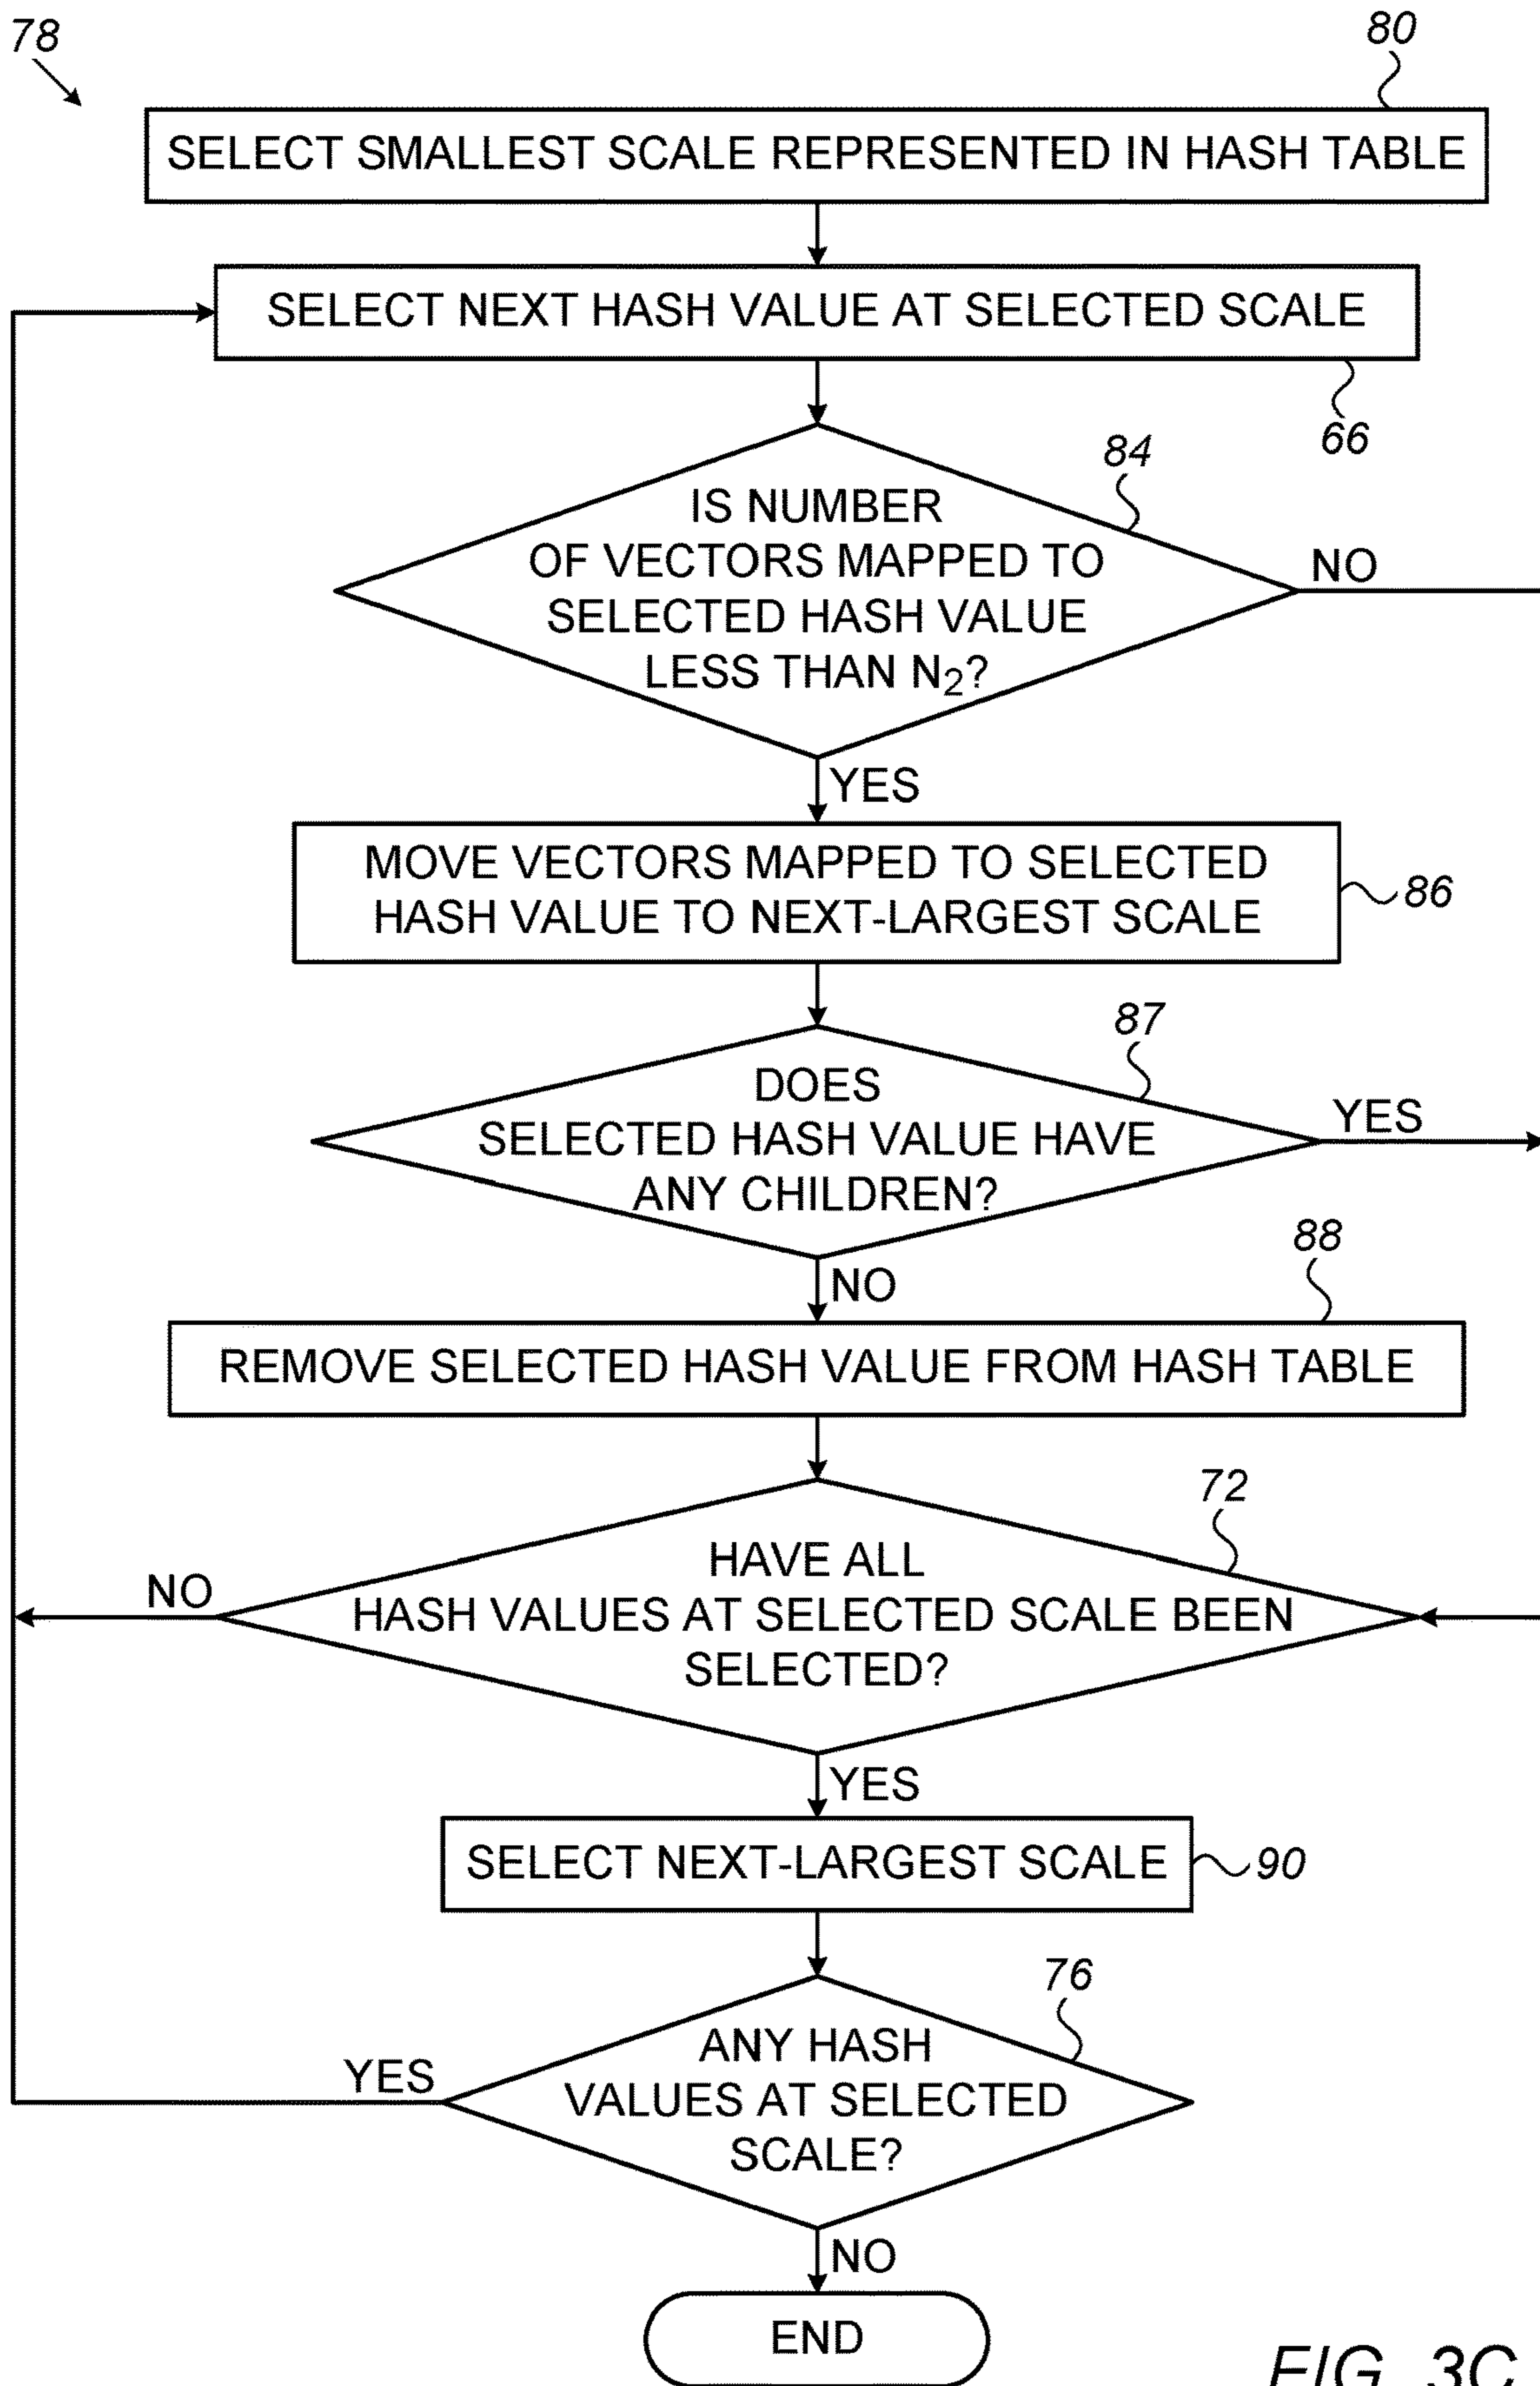 78
80
SELECT SMALLEST SCALE REPRESENTED IN HASH TABLE
SELECT NEXT HASH VALUE AT SELECTED SCALE
66
84
IS NUMBER
OF VECTORS MAPPED TO
SELECTED HASH VALUE
LESS THAN N₂?
NO
YES
MOVE VECTORS MAPPED TO SELECTED
HASH VALUE TO NEXT-LARGEST SCALE
86
87
DOES
SELECTED HASH VALUE HAVE
ANY CHILDREN?
YES
NO
88
REMOVE SELECTED HASH VALUE FROM HASH TABLE
72
HAVE ALL
HASH VALUES AT SELECTED SCALE BEEN
SELECTED?
NO
YES
SELECT NEXT-LARGEST SCALE
90
76
ANY HASH
VALUES AT SELECTED
SCALE?
YES
NO
END
FIG. 3C